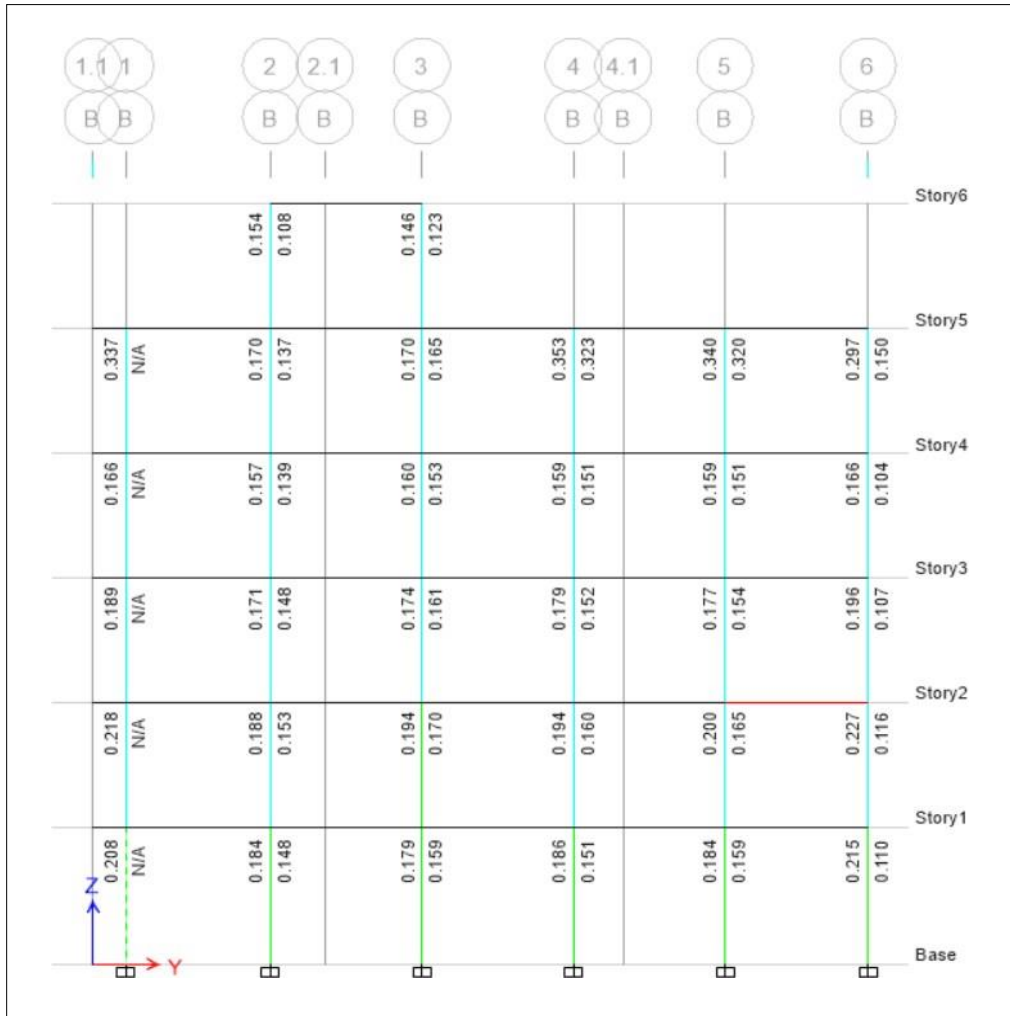 1.1 1 2 2.1 3 4 4.1 5 6
B B B B B B B B B
Story6
0.154 0.108 0.146 0.123
Story5
0.337 N/A 0.170 0.137 0.170 0.165 0.353 0.323 0.340 0.320 0.297 0.150
Story4
0.166 N/A 0.157 0.139 0.160 0.153 0.159 0.151 0.159 0.151 0.166 0.104
Story3
0.189 N/A 0.171 0.148 0.174 0.161 0.179 0.152 0.177 0.154 0.196 0.107
Story2
0.218 N/A 0.188 0.153 0.194 0.170 0.194 0.160 0.200 0.165 0.227 0.116
Story1
0.208 N/A 0.184 0.148 0.179 0.159 0.186 0.151 0.184 0.159 0.215 0.110
Z
Base
Y